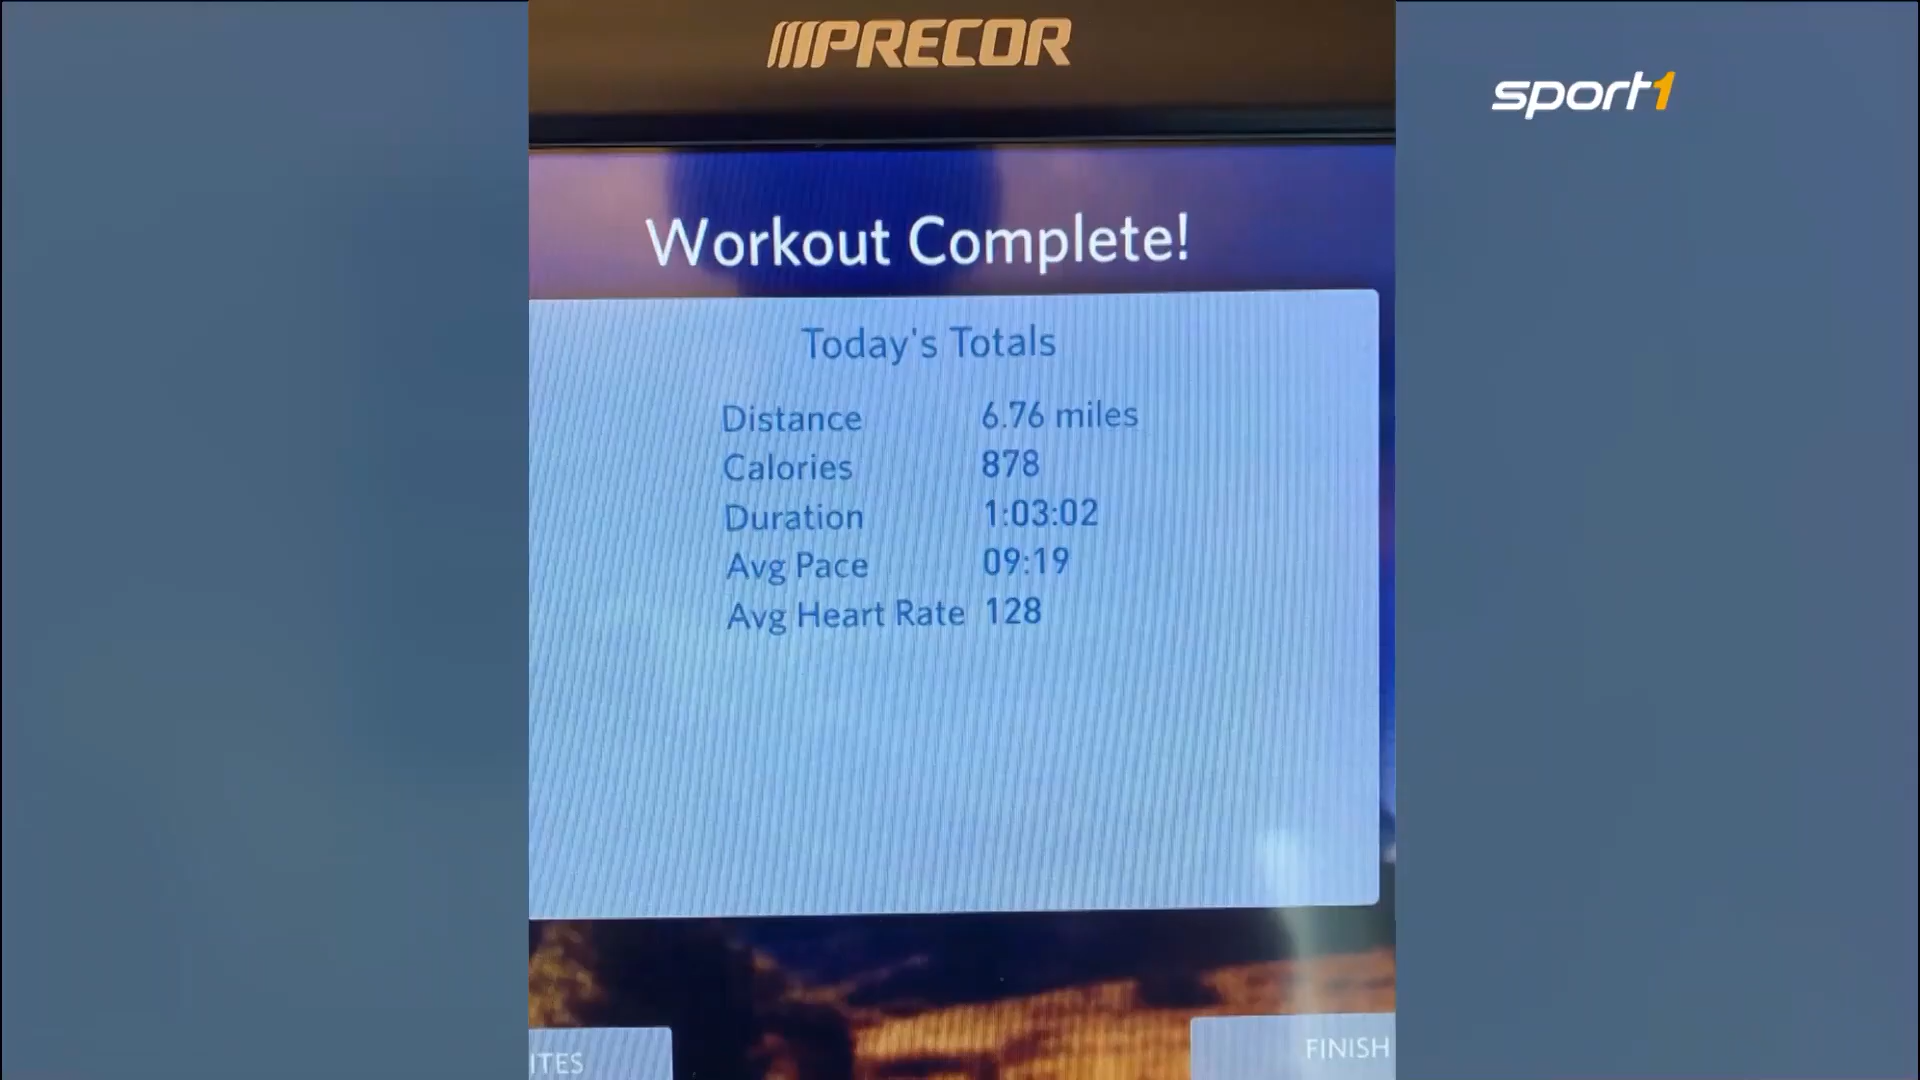 PRECOR
sport1
Workout Complete!
Today's Totals
Distance 6.76 miles
Calories 878
Duration 1:03:02
Avg Pace 09:19
Avg Heart Rate 128
ITES
FINISH